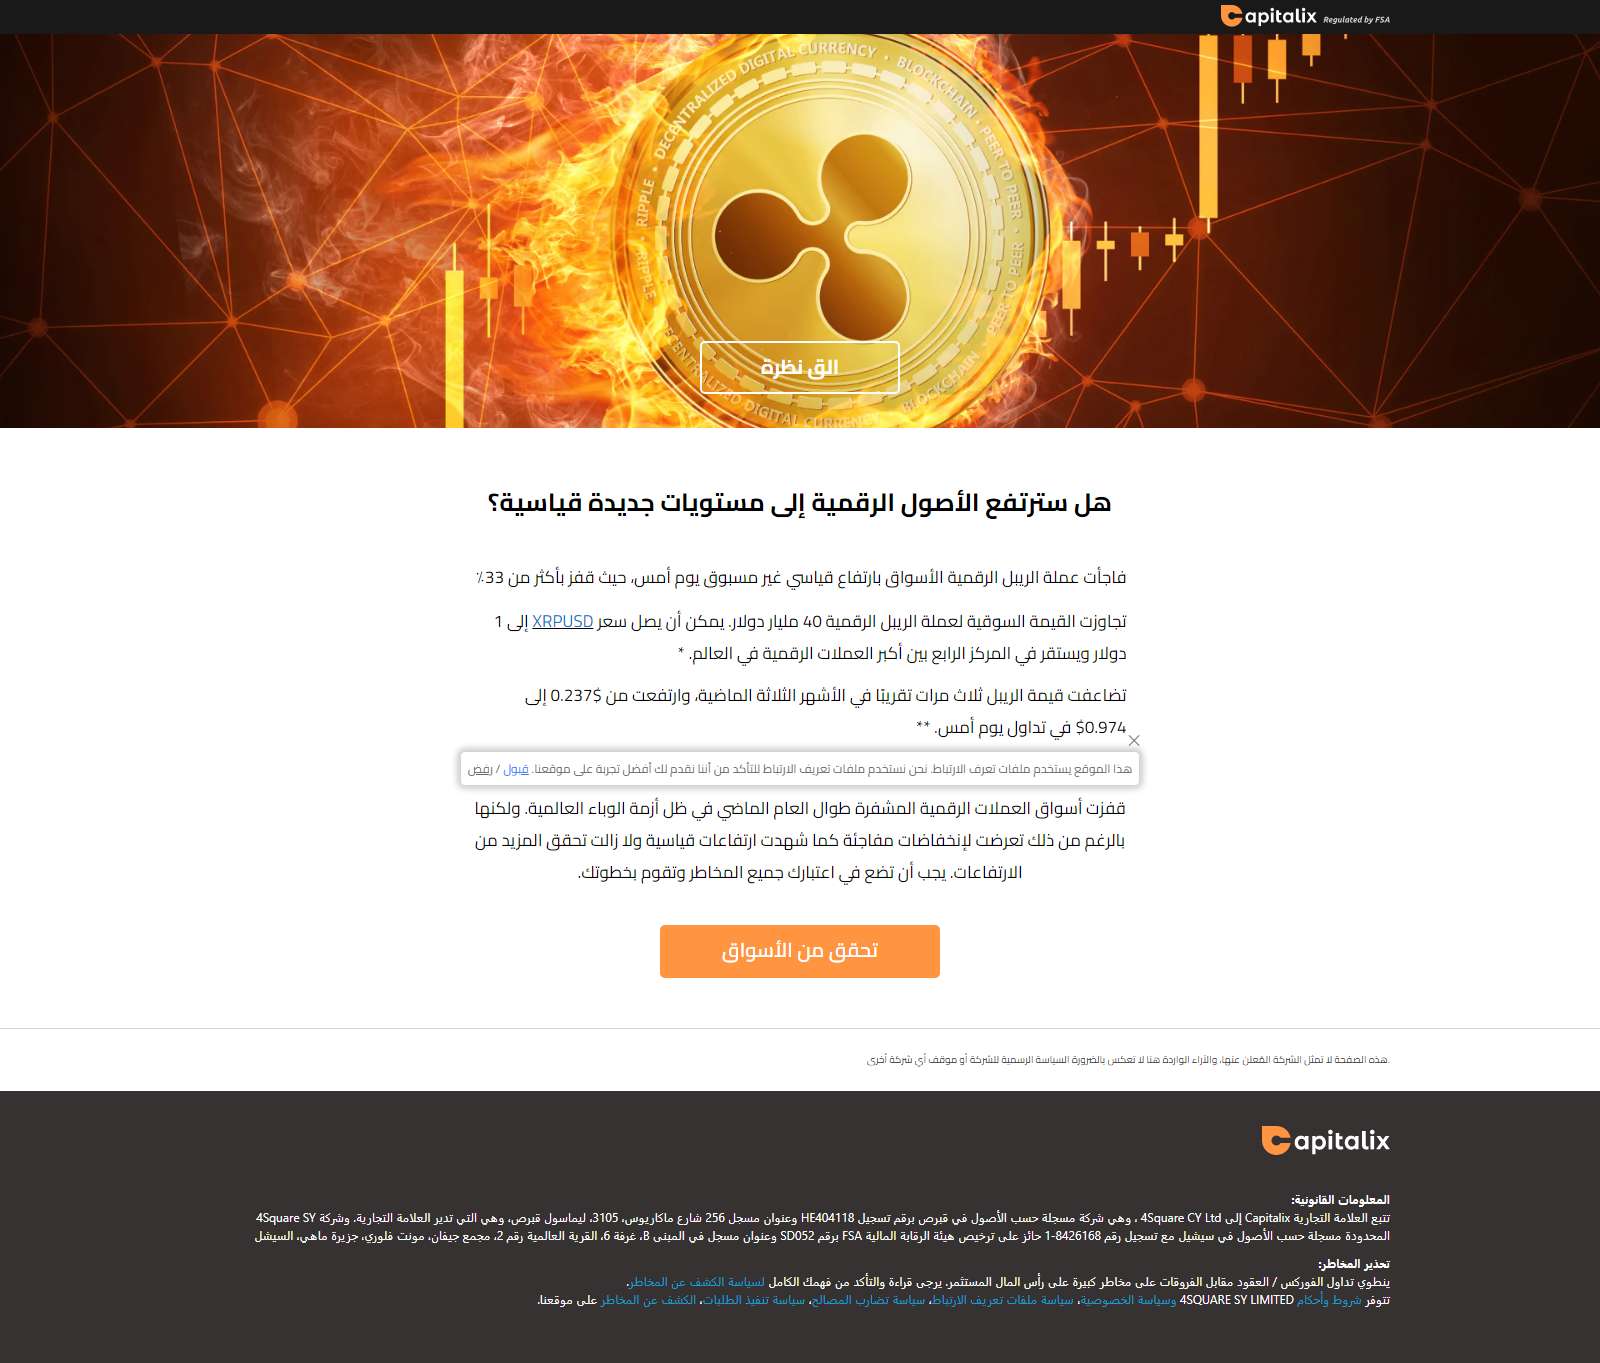 Capitalix Regulated by FSA
RIPPLE • DECENTRALIZED DIGITAL CURRENCY • BLOCKCHAIN • PEER TO PEER
RIPPLE
DECENTRALIZED DIGITAL CURRENCY
BLOCKCHAIN • PEER TO PEER
الق نظرة
هل سترتفع الأصول الرقمية إلى مستويات جديدة قياسية؟
فاجأت عملة الريبل الرقمية الأسواق بارتفاع قياسي غير مسبوق يوم أمس، حيث قفز بأكثر من 33٪
تجاوزت القيمة السوقية لعملة الريبل الرقمية 40 مليار دولار. يمكن أن يصل سعر XRPUSD إلى 1
دولار ويستقر في المركز الرابع بين أكبر العملات الرقمية في العالم. *
تضاعفت قيمة الريبل ثلاث مرات تقريبًا في الأشهر الثلاثة الماضية، وارتفعت من $0.237 إلى
0.974$ في تداول يوم أمس. **
هذا الموقع يستخدم ملفات تعرف الارتباط. نحن نستخدم ملفات تعريف الارتباط للتأكد من أننا نقدم لك أفضل تجربة على موقعنا. قبول / رفض
قفزت أسواق العملات الرقمية المشفرة طوال العام الماضي في ظل أزمة الوباء العالمية. ولكنها
بالرغم من ذلك تعرضت لإنخفاضات مفاجئة كما شهدت ارتفاعات قياسية ولا زالت تحقق المزيد من
الارتفاعات. يجب أن تضع في اعتبارك جميع المخاطر وتقوم بخطوتك.
تحقق من الأسواق
هذه الصفحة لا تمثل الشركة المُعلن عنها، والآراء الواردة هنا لا تعكس بالضرورة السياسة الرسمية للشركة أو موقف أي شركة أخرى.
Capitalix
المعلومات القانونية:
تتبع العلامة التجارية Capitalix إلى 4Square CY Ltd ، وهي شركة مسجلة حسب الأصول في قبرص برقم تسجيل HE404118 وعنوان مسجل 256 شارع ماكاريوس، 3105، ليماسول قبرص، وهي التي تدير العلامة التجارية. وشركة 4Square SY
المحدودة مسجلة حسب الأصول في سيشيل مع تسجيل رقم 8426168-1 حائز على ترخيص هيئة الرقابة المالية FSA برقم SD052 وعنوان مسجل في المبنى B، غرفة 6، القرية العالمية رقم 2، مجمع جيفان، مونت فلوري، جزيرة ماهي، السيشل
تحذير المخاطر:
ينطوي تداول الفوركس / العقود مقابل الفروقات على مخاطر كبيرة على رأس المال المستثمر. يرجى قراءة والتأكد من فهمك الكامل لسياسة الكشف عن المخاطر.
تتوفر شروط وأحكام 4SQUARE SY LIMITED وسياسة الخصوصية، سياسة ملفات تعريف الارتباط، سياسة تضارب المصالح، سياسة تنفيذ الطلبات، الكشف عن المخاطر على موقعنا.